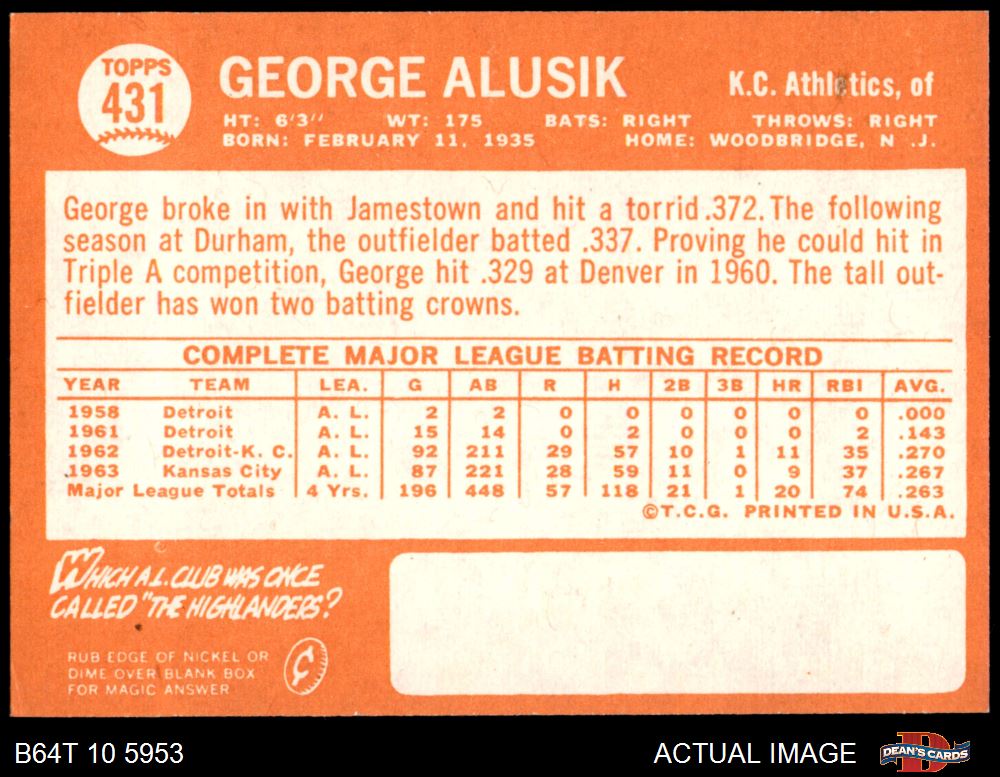 TOPPS
431
GEORGE ALUSIK
K.C. Athletics, of
HT: 6'3" WT: 175 BATS: RIGHT THROWS: RIGHT
BORN: FEBRUARY 11, 1935 HOME: WOODBRIDGE, N .J.
George broke in with Jamestown and hit a torrid .372. The following
season at Durham, the outfielder batted .337. Proving he could hit in
Triple A competition, George hit .329 at Denver in 1960. The tall out-
fielder has won two batting crowns.
COMPLETE MAJOR LEAGUE BATTING RECORD
YEAR TEAM LEA. G AB R H 2B 3B HR RBI AVG.
1958 Detroit A. L. 2 2 0 0 0 0 0 0 .000
1961 Detroit A. L. 15 14 0 2 0 0 0 2 .143
1962 Detroit-K. C. A. L. 92 211 29 57 10 1 11 35 .270
1963 Kansas City A. L. 87 221 28 59 11 0 9 37 .267
Major League Totals 4 Yrs. 196 448 57 118 21 1 20 74 .263
©T.C.G. PRINTED IN U.S.A.
WHICH A.L. CLUB WAS ONCE
CALLED "THE HIGHLANDERS?
RUB EDGE OF NICKEL OR
DIME OVER BLANK BOX
FOR MAGIC ANSWER
¢
B64T 10 5953
ACTUAL IMAGE
DEAN'S CARDS